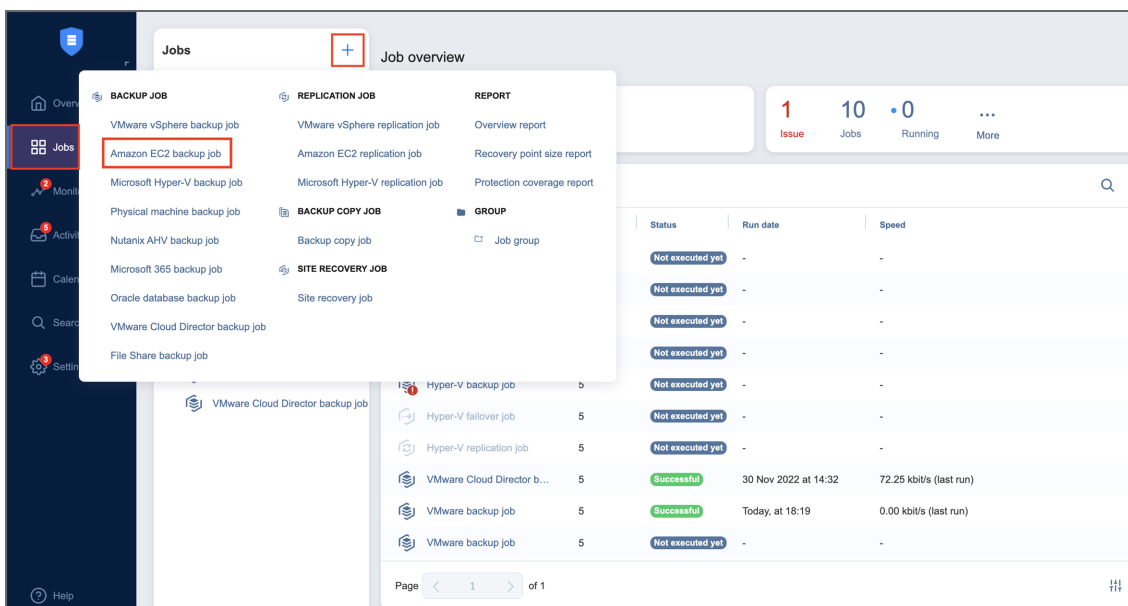 Jobs
+
Job overview
Overv
Jobs
2
Monito
5
Activit
Calen
Searc
3
Settin
Help
BACKUP JOB
VMware vSphere backup job
Amazon EC2 backup job
Microsoft Hyper-V backup job
Physical machine backup job
Nutanix AHV backup job
Microsoft 365 backup job
Oracle database backup job
VMware Cloud Director backup job
File Share backup job
REPLICATION JOB
VMware vSphere replication job
Amazon EC2 replication job
Microsoft Hyper-V replication job
BACKUP COPY JOB
Backup copy job
SITE RECOVERY JOB
Site recovery job
REPORT
Overview report
Recovery point size report
Protection coverage report
GROUP
Job group
VMware Cloud Director backup job
1 10 0 ...
Issue Jobs Running More
Status Run date Speed
Not executed yet - -
Not executed yet - -
Not executed yet - -
Not executed yet - -
Hyper-V backup job 5 Not executed yet - -
Hyper-V failover job 5 Not executed yet - -
Hyper-V replication job 5 Not executed yet - -
VMware Cloud Director b... 5 Successful 30 Nov 2022 at 14:32 72.25 kbit/s (last run)
VMware backup job 5 Successful Today, at 18:19 0.00 kbit/s (last run)
VMware backup job 5 Not executed yet - -
Page < 1 > of 1